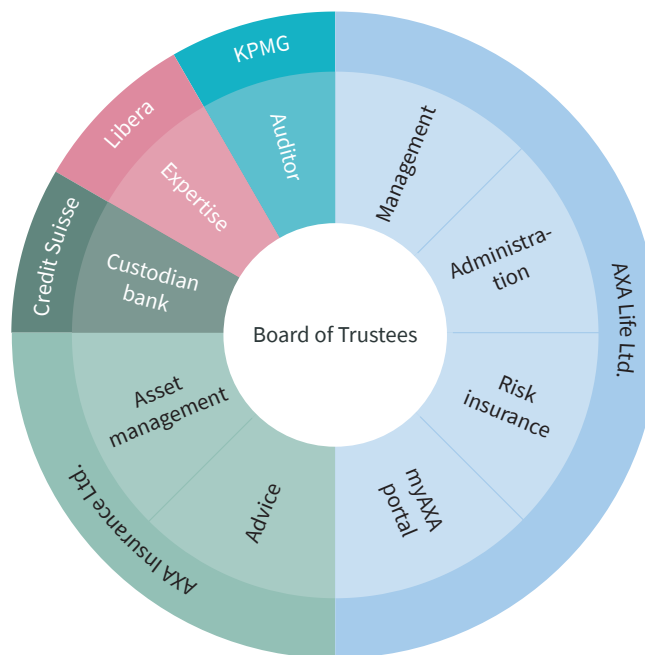 KPMG
Auditor
Libera
Expertise
Credit Suisse
Custodian
bank
Management
Administra-
tion
AXA Life Ltd.
Board of Trustees
Risk
insurance
myAXA
portal
Asset
management
Advice
AXA Insurance Ltd.